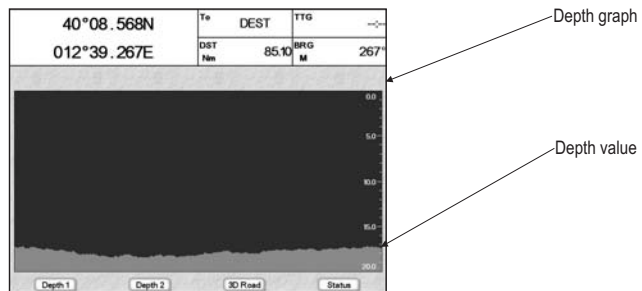 40°08.568N
012°39.267E
To DEST
TTG --:--
DST Nm 85.10
BRG M 267°
0.0
5.0
10.0
15.0
20.0
Depth 1 Depth 2 3D Road Status
Depth graph
Depth value